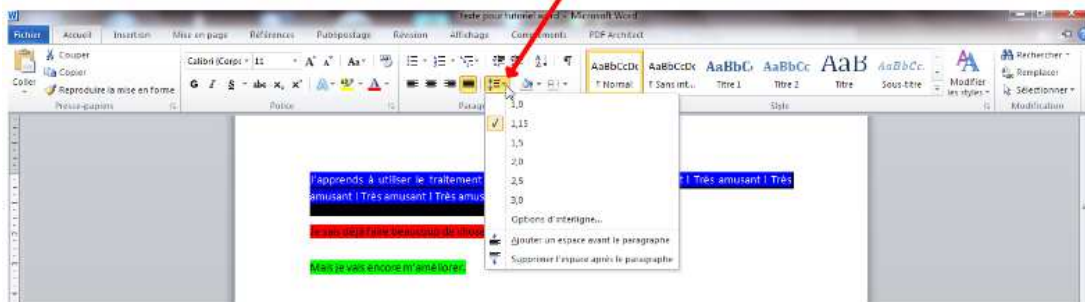 Texte pour tutoriel word - Microsoft Word
Fichier Accueil Insertion Mise en page Références Publipostage Révision Affichage Compléments PDF Architect
Couper
Copier
Reproduire la mise en forme
Coller
Presse-papiers
Calibri (Corps 11
G I S abc x, x²
Police
Parag
AaBbCcDc AaBbCcDc AaBbC AaBbCc AaB AaBbCc.
¶ Normal ¶ Sans int... Titre 1 Titre 2 Titre Sous-titre
Style
Modifier
les styles
Rechercher
Remplacer
Sélectionner
Modification
1,0
1,15
1,5
2,0
2,5
3,0
Options d'interligne...
Ajouter un espace avant le paragraphe
Supprimer l'espace après le paragraphe
J'apprends à utiliser le traitement t ! Très amusant ! Très
amusant ! Très amusant ! Très amus
Je sais déjà faire beaucoup de chose
Mais je vais encore m'améliorer.